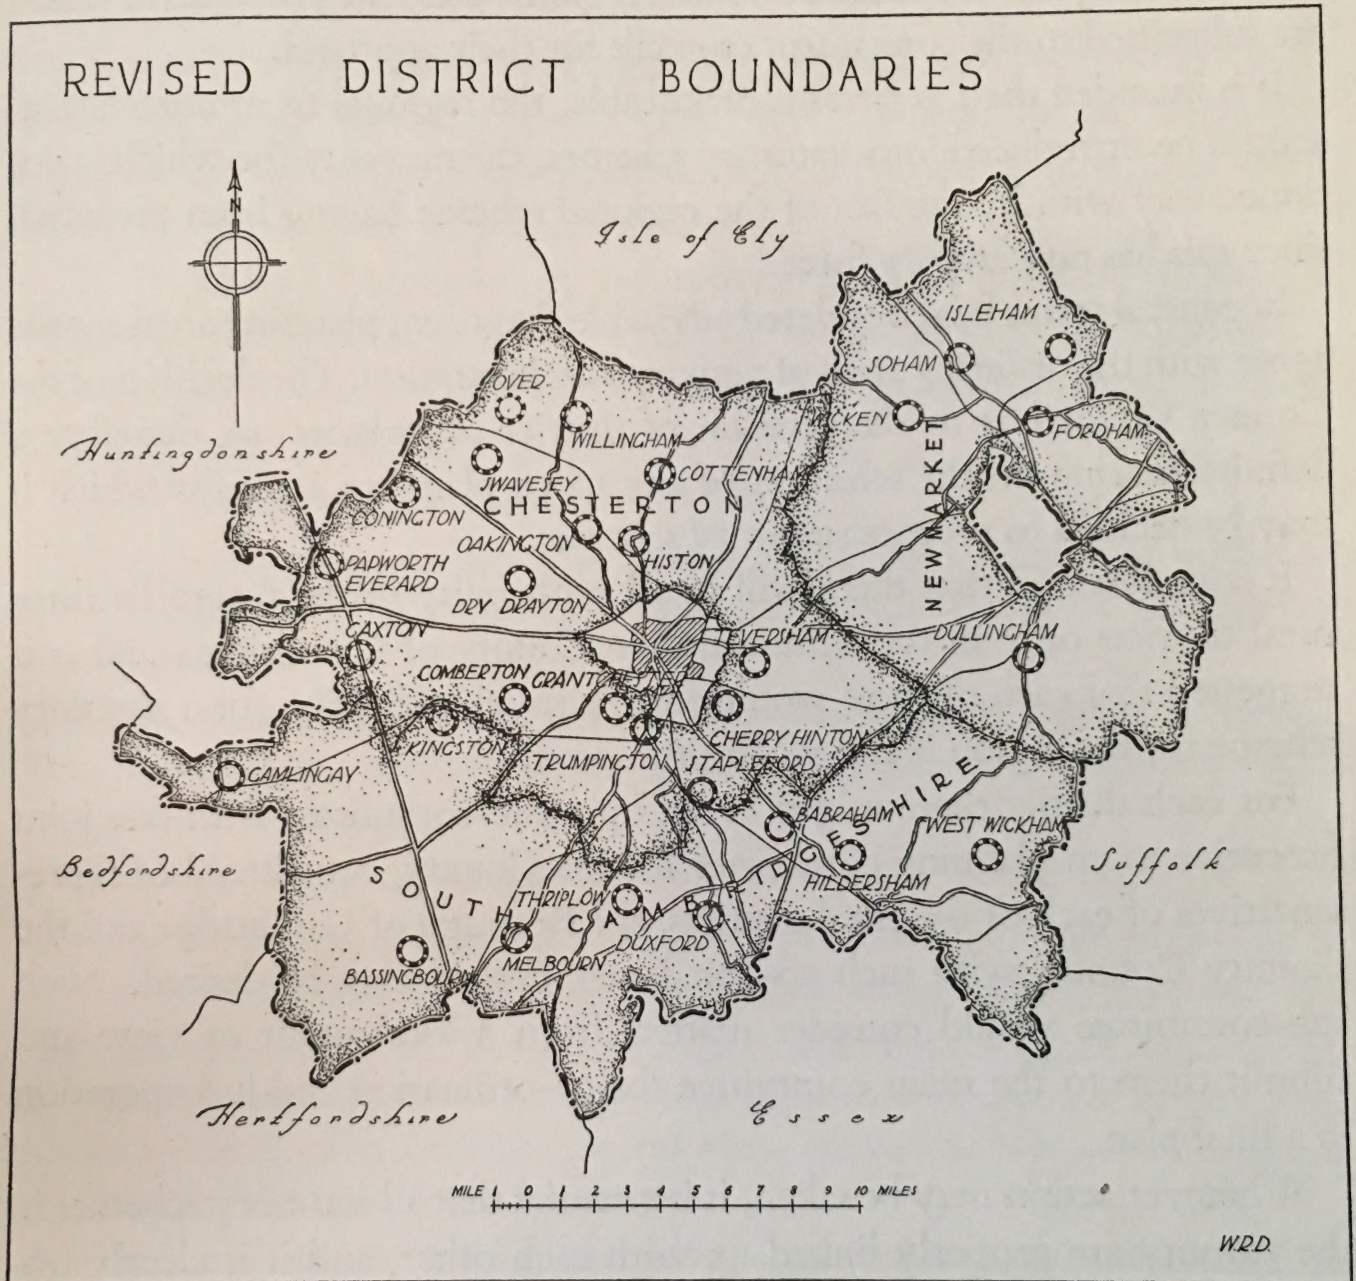 REVISED DISTRICT BOUNDARIES
N
Isle of Ely
Huntingdonshire
ISLEHAM
SOHAM
OVER
WICKEN
FORDHAM
WILLINGHAM
SWAVESEY
COTTENHAM
CHESTERTON
NEWMARKET
CONINGTON
OAKINGTON
HISTON
PAPWORTH
EVERARD
DRY DRAYTON
CAXTON
TEVERSHAM
DULLINGHAM
COMBERTON
GRANTCHESTER
KINGSTON
CHERRY HINTON
TRUMPINGTON
STAPLEFORD
GAMLINGAY
BABRAHAM
WEST WICKHAM
Bedfordshire
Suffolk
SOUTH CAMBRIDGESHIRE
HILDERSHAM
THRIPLOW
DUXFORD
MELBOURN
BASSINGBOURN
Hertfordshire
Essex
MILE 1 0 1 2 3 4 5 6 7 8 9 10 MILES
W.R.D.